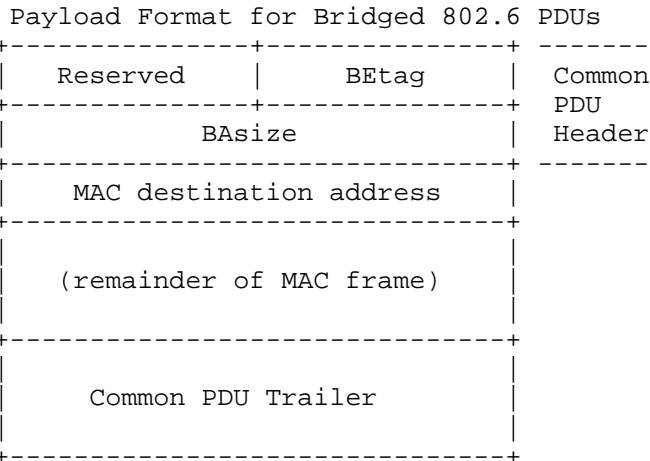 Payload Format for Bridged 802.6 PDUs
+---------------+---------------+ -------
|   Reserved    |     BEtag     |  Common
+---------------+---------------+  PDU
|            BAsize             |  Header
+-------------------------------+ -------
|    MAC destination address    |
+-------------------------------+
|                               |
|   (remainder of MAC frame)    |
|                               |
+-------------------------------+
|                               |
|     Common PDU Trailer        |
|                               |
+-------------------------------+